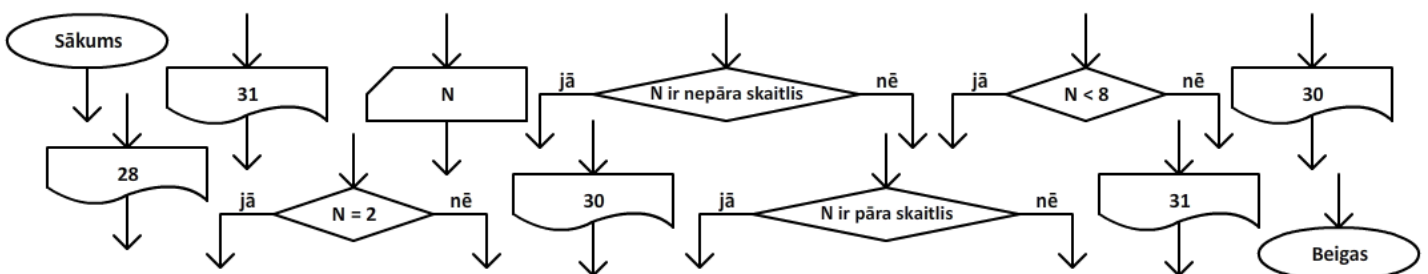 Sākums
31
N
jā N ir nepāra skaitlis nē
jā N < 8 nē
30
28
jā N = 2 nē
30
jā N ir pāra skaitlis nē
31
Beigas